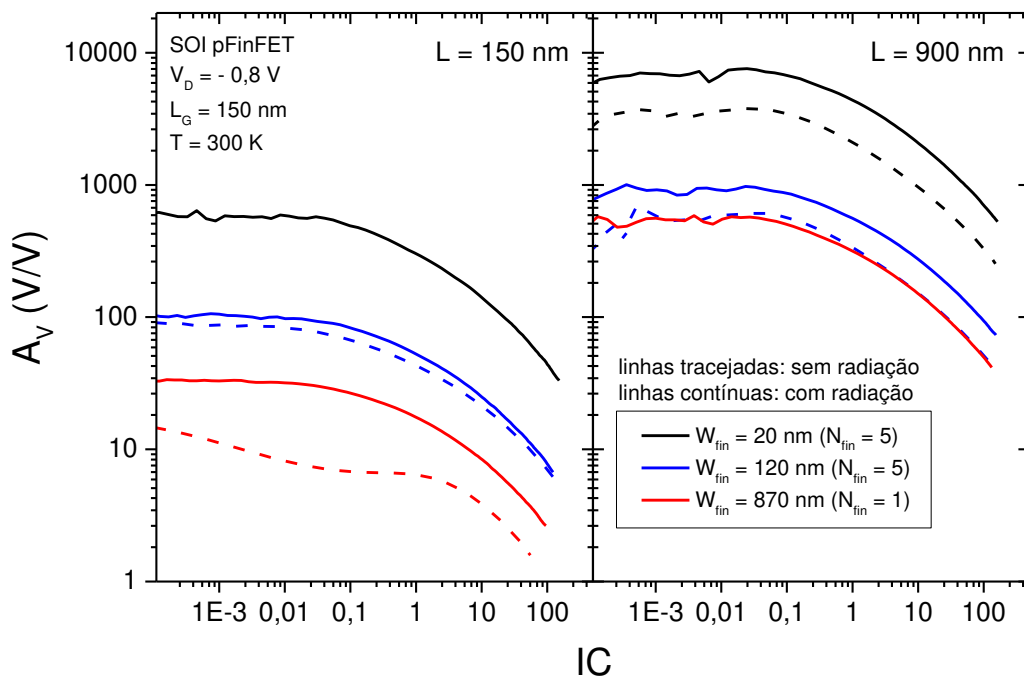 SOI pFinFET
V_D = - 0,8 V
L_G = 150 nm
T = 300 K
L = 150 nm
L = 900 nm
A_V (V/V)
10000
1000
100
10
1
1E-3 0,01 0,1 1 10 100
1E-3 0,01 0,1 1 10 100
IC
linhas tracejadas: sem radiação
linhas contínuas: com radiação
W_fin = 20 nm (N_fin = 5)
W_fin = 120 nm (N_fin = 5)
W_fin = 870 nm (N_fin = 1)